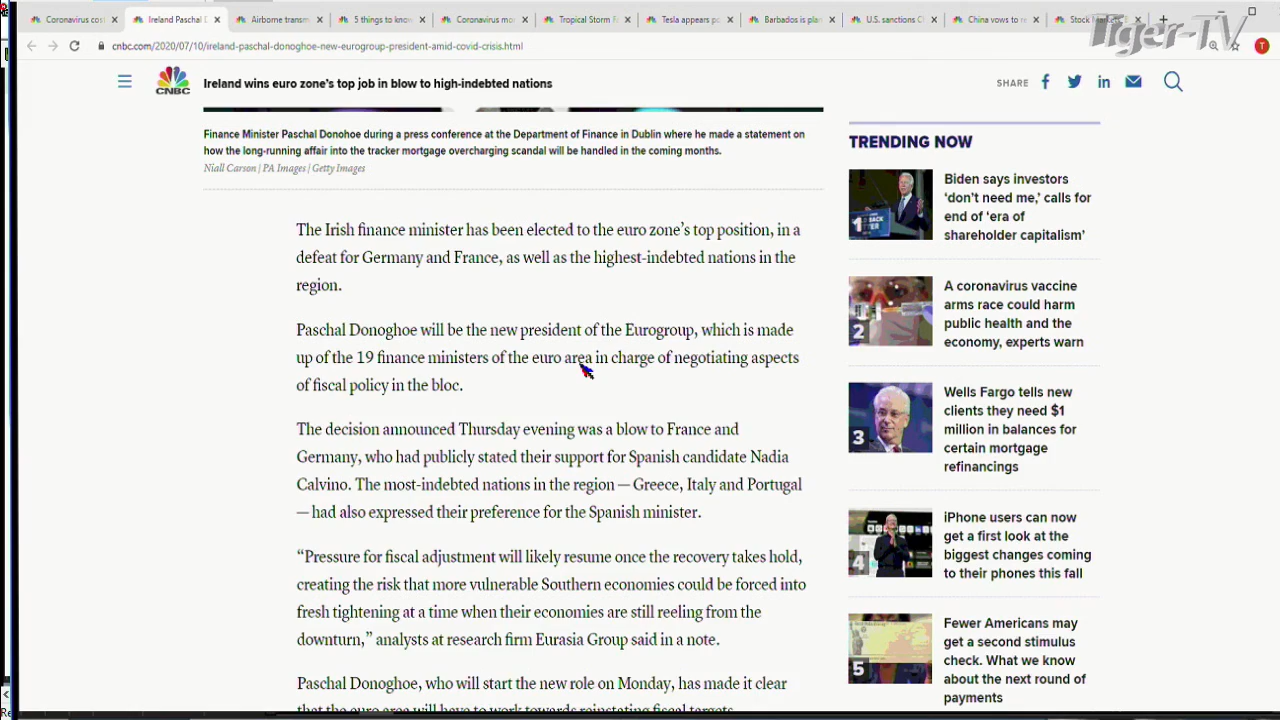 Coronavirus cos
Ireland Paschal D
Airborne transm
5 things to know
Coronavirus mo
Tropical Storm F
Tesla appears po
Barbados is plan
U.S. sanctions C
China vows to re
Stock
Tiger-TV
cnbc.com/2020/07/10/ireland-paschal-donoghoe-new-eurogroup-president-amid-covid-crisis.html
T
CNBC
Ireland wins euro zone's top job in blow to high-indebted nations
SHARE
Finance Minister Paschal Donohoe during a press conference at the Department of Finance in Dublin where he made a statement on
how the long-running affair into the tracker mortgage overcharging scandal will be handled in the coming months.
Niall Carson | PA Images | Getty Images
The Irish finance minister has been elected to the euro zone's top position, in a
defeat for Germany and France, as well as the highest-indebted nations in the
region.
Paschal Donoghoe will be the new president of the Eurogroup, which is made
up of the 19 finance ministers of the euro area in charge of negotiating aspects
of fiscal policy in the bloc.
The decision announced Thursday evening was a blow to France and
Germany, who had publicly stated their support for Spanish candidate Nadia
Calvino. The most-indebted nations in the region — Greece, Italy and Portugal
— had also expressed their preference for the Spanish minister.
“Pressure for fiscal adjustment will likely resume once the recovery takes hold,
creating the risk that more vulnerable Southern economies could be forced into
fresh tightening at a time when their economies are still reeling from the
downturn,” analysts at research firm Eurasia Group said in a note.
Paschal Donoghoe, who will start the new role on Monday, has made it clear
that the euro area will have to work towards reinstating fiscal targets
TRENDING NOW
1
Biden says investors
‘don't need me,’ calls for
end of ‘era of
shareholder capitalism’
2
A coronavirus vaccine
arms race could harm
public health and the
economy, experts warn
3
Wells Fargo tells new
clients they need $1
million in balances for
certain mortgage
refinancings
4
iPhone users can now
get a first look at the
biggest changes coming
to their phones this fall
5
Fewer Americans may
get a second stimulus
check. What we know
about the next round of
payments